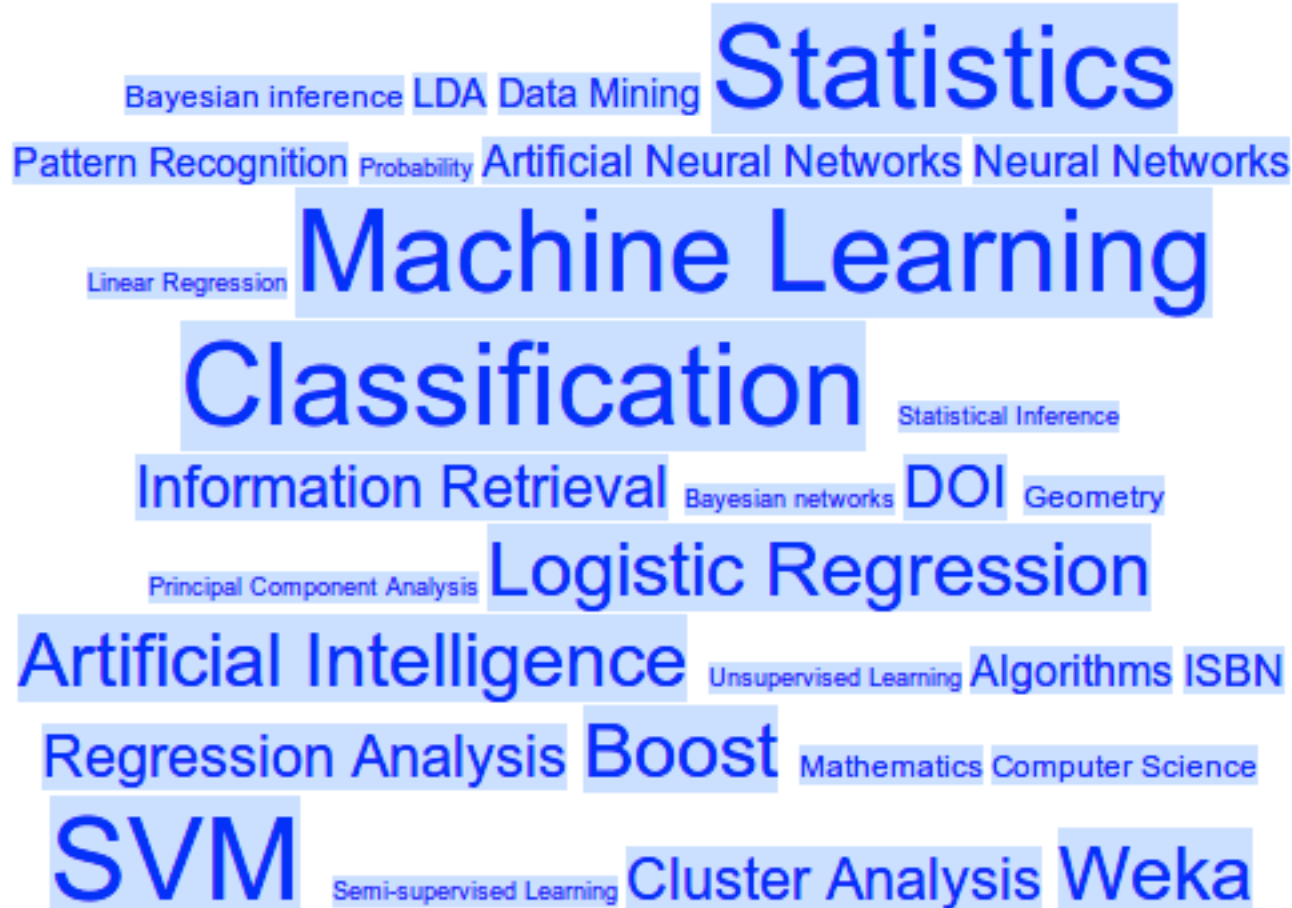 Bayesian inference LDA Data Mining Statistics
Pattern Recognition Probability Artificial Neural Networks Neural Networks
Linear Regression Machine Learning
Classification Statistical Inference
Information Retrieval Bayesian networks DOI Geometry
Principal Component Analysis Logistic Regression
Artificial Intelligence Unsupervised Learning Algorithms ISBN
Regression Analysis Boost Mathematics Computer Science
SVM Semi-supervised Learning Cluster Analysis Weka